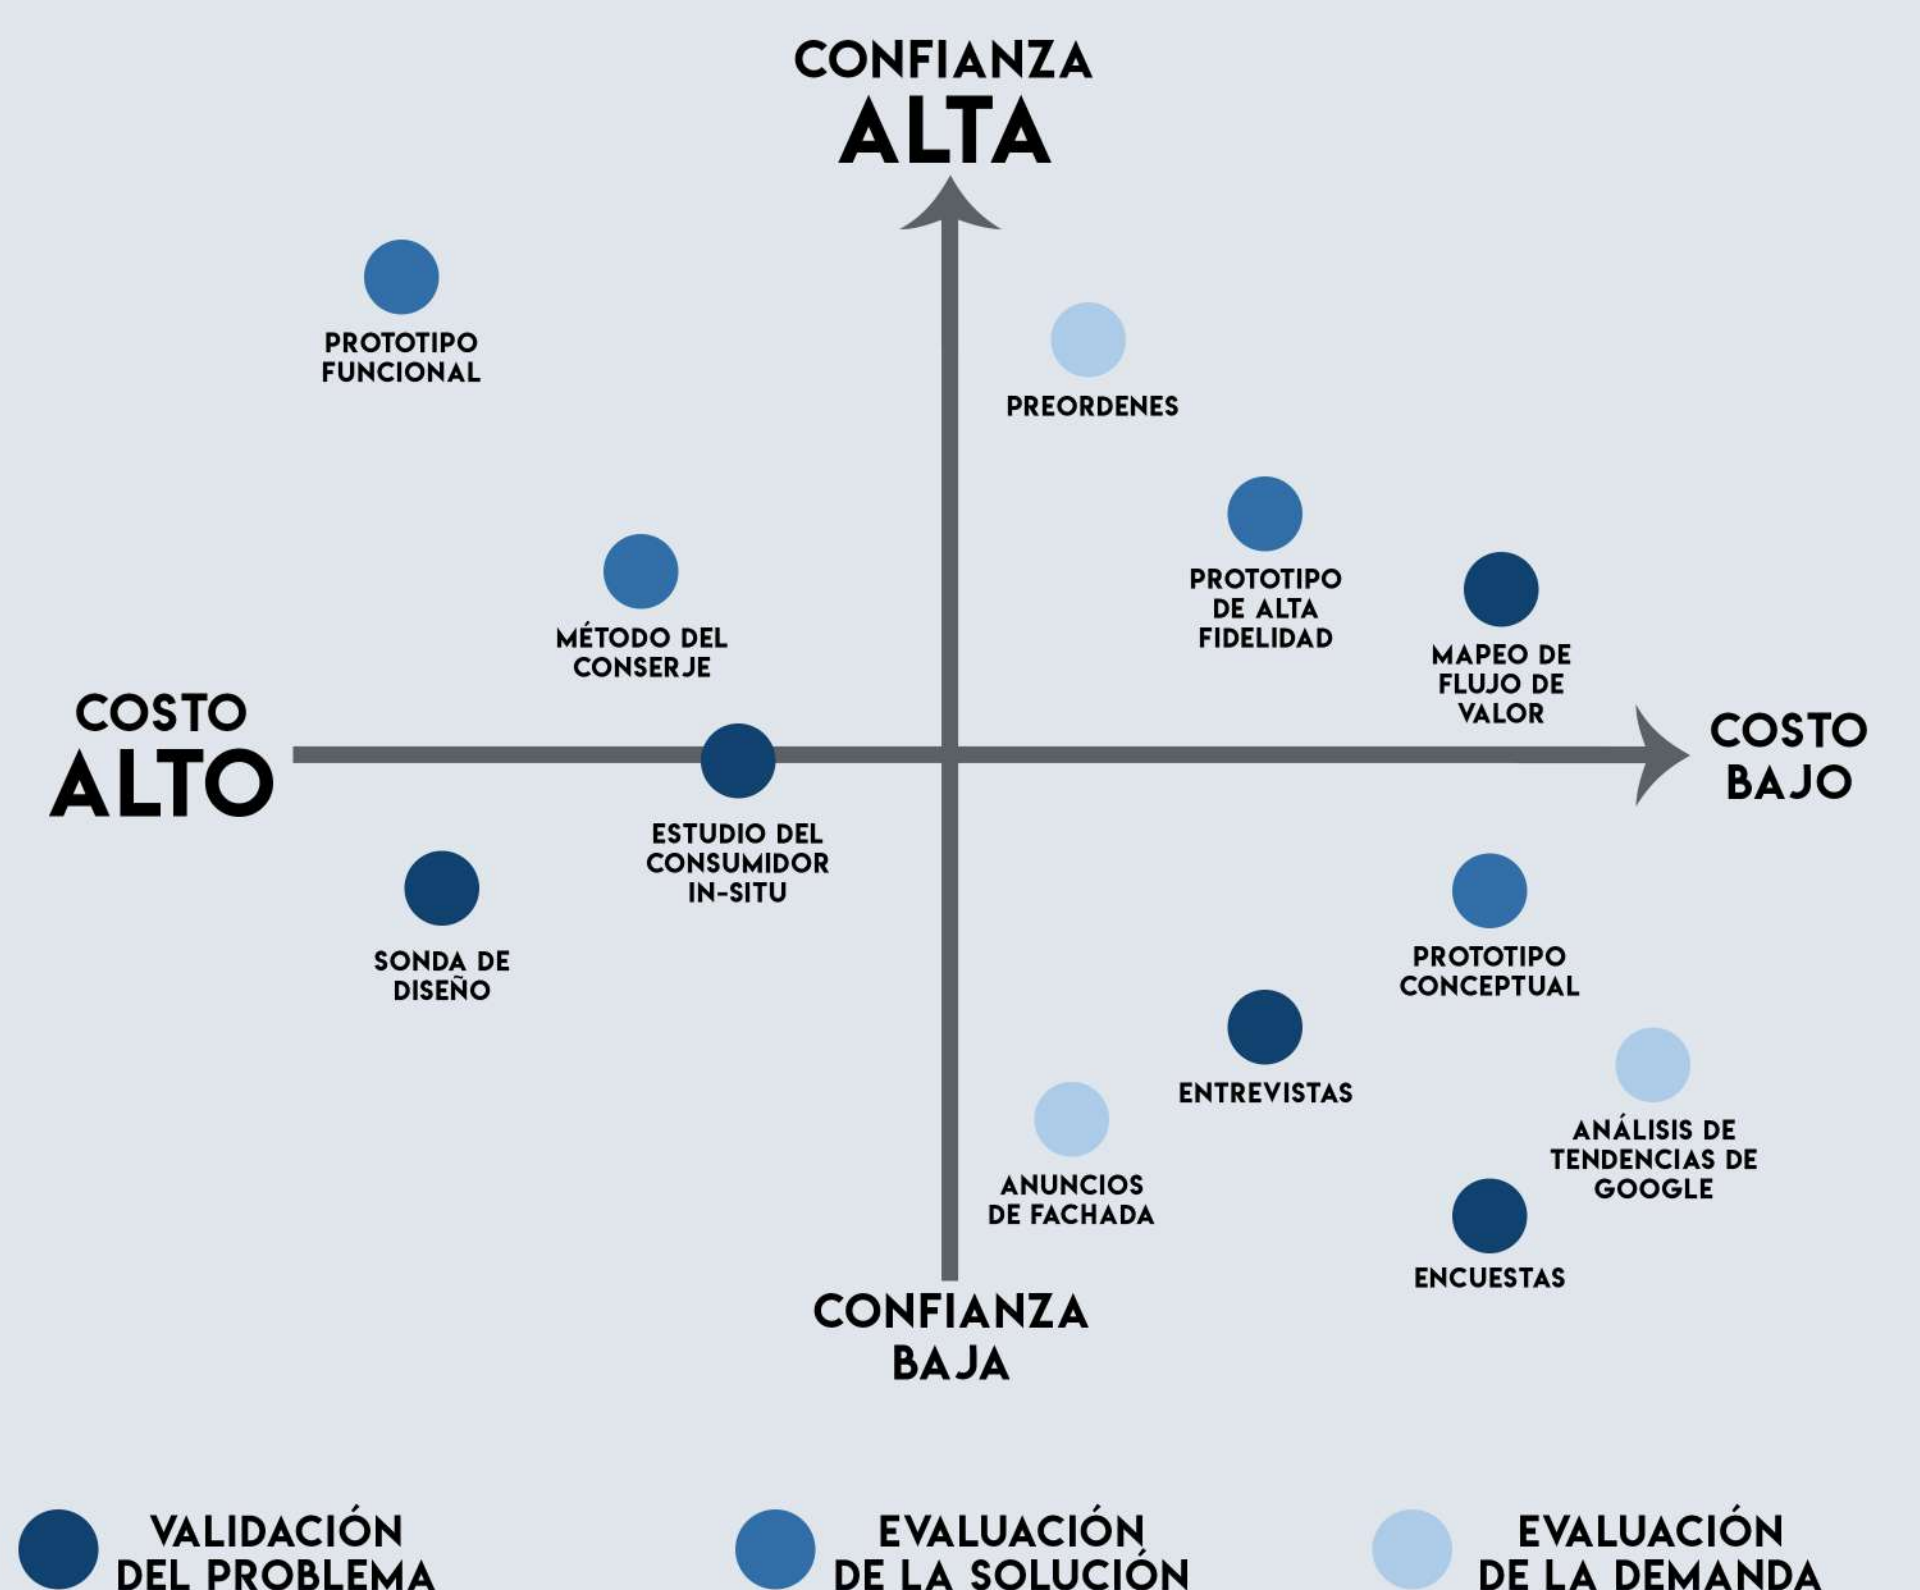 CONFIANZA
ALTA
PROTOTIPO
FUNCIONAL
PREORDENES
PROTOTIPO
DE ALTA
FIDELIDAD
MÉTODO DEL
CONSERJE
MAPEO DE
FLUJO DE
VALOR
COSTO
ALTO
COSTO
BAJO
ESTUDIO DEL
CONSUMIDOR
IN-SITU
SONDA DE
DISEÑO
PROTOTIPO
CONCEPTUAL
ENTREVISTAS
ANÁLISIS DE
TENDENCIAS DE
GOOGLE
ANUNCIOS
DE FACHADA
ENCUESTAS
CONFIANZA
BAJA
VALIDACIÓN
DEL PROBLEMA
EVALUACIÓN
DE LA SOLUCIÓN
EVALUACIÓN
DE LA DEMANDA